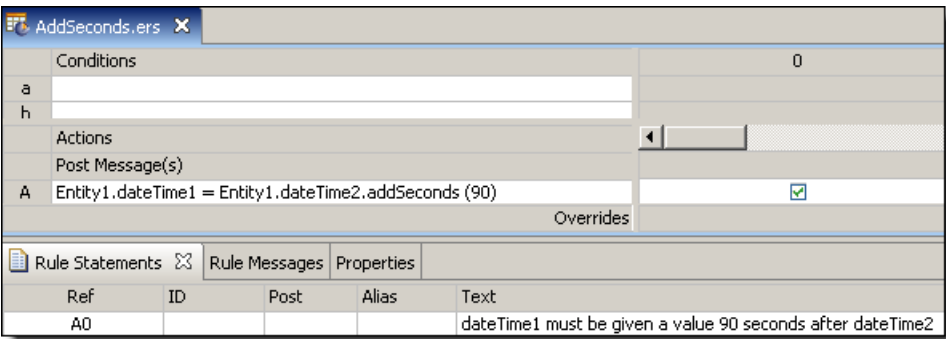 AddSeconds.ers
Conditions 0
a
h
Actions
Post Message(s)
A Entity1.dateTime1 = Entity1.dateTime2.addSeconds (90)
Overrides
Rule Statements Rule Messages Properties
Ref ID Post Alias Text
A0 dateTime1 must be given a value 90 seconds after dateTime2